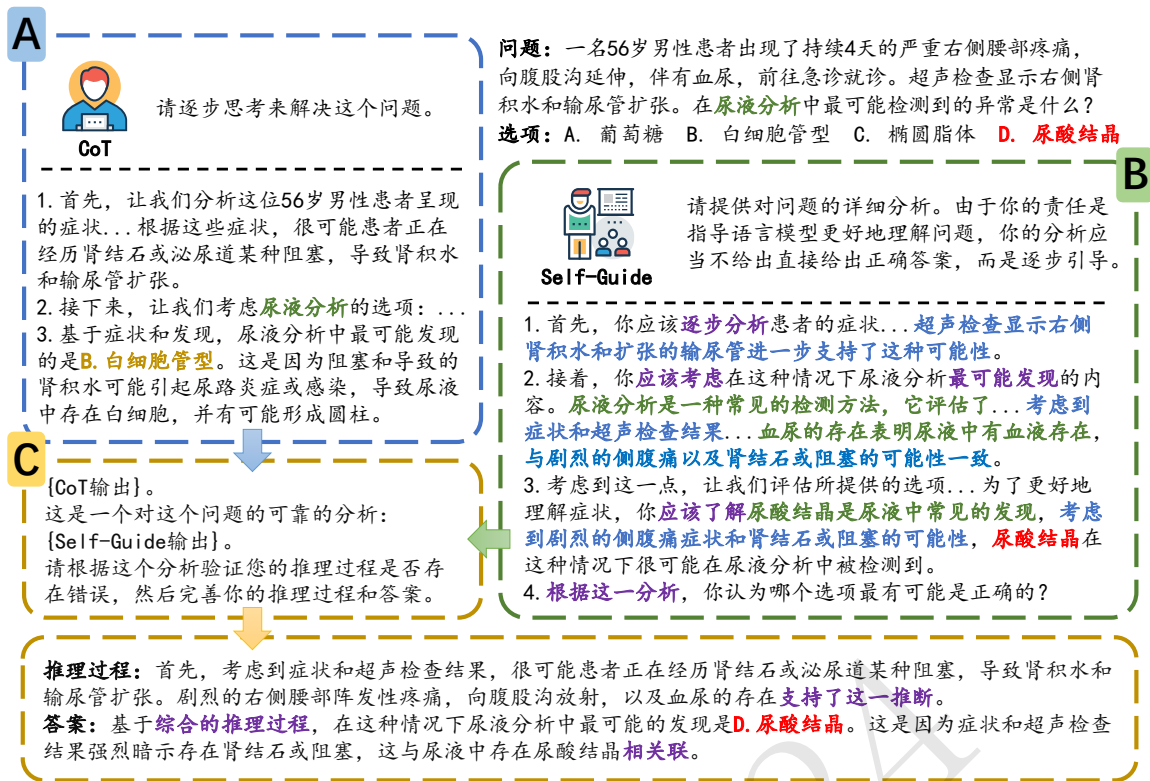 A
请逐步思考来解决这个问题。
CoT
1.首先，让我们分析这位56岁男性患者呈现
的症状...根据这些症状，很可能患者正在
经历肾结石或泌尿道某种阻塞，导致肾积水
和输尿管扩张。
2.接下来，让我们考虑尿液分析的选项：...
3.基于症状和发现，尿液分析中最可能发现
的是B.白细胞管型。这是因为阻塞和导致的
肾积水可能引起尿路炎症或感染，导致尿液
中存在白细胞，并有可能形成圆柱。
问题：一名56岁男性患者出现了持续4天的严重右侧腰部疼痛，
向腹股沟延伸，伴有血尿，前往急诊就诊。超声检查显示右侧肾
积水和输尿管扩张。在尿液分析中最可能检测到的异常是什么？
选项：A. 葡萄糖 B. 白细胞管型 C. 椭圆脂体 D. 尿酸结晶
B
请提供对问题的详细分析。由于你的责任是
指导语言模型更好地理解问题，你的分析应
当不给出直接给出正确答案，而是逐步引导。
Self-Guide
1.首先，你应该逐步分析患者的症状...超声检查显示右侧
肾积水和扩张的输尿管进一步支持了这种可能性。
2.接着，你应该考虑在这种情况下尿液分析最可能发现的内
容。尿液分析是一种常见的检测方法，它评估了...考虑到
症状和超声检查结果...血尿的存在表明尿液中有血液存在，
与剧烈的侧腹痛以及肾结石或阻塞的可能性一致。
3.考虑到这一点，让我们评估所提供的选项...为了更好地
理解症状，你应该了解尿酸结晶是尿液中常见的发现，考虑
到剧烈的侧腹痛症状和肾结石或阻塞的可能性，尿酸结晶在
这种情况下很可能在尿液分析中被检测到。
4.根据这一分析，你认为哪个选项最有可能是正确的？
C
{CoT输出}。
这是一个对这个问题的可靠的分析：
{Self-Guide输出}。
请根据这个分析验证您的推理过程是否存
在错误，然后完善你的推理过程和答案。
推理过程：首先，考虑到症状和超声检查结果，很可能患者正在经历肾结石或泌尿道某种阻塞，导致肾积水和
输尿管扩张。剧烈的右侧腰部阵发性疼痛，向腹股沟放射，以及血尿的存在支持了这一推断。
答案：基于综合的推理过程，在这种情况下尿液分析中最可能的发现是D.尿酸结晶。这是因为症状和超声检查
结果强烈暗示存在肾结石或阻塞，这与尿液中存在尿酸结晶相关联。